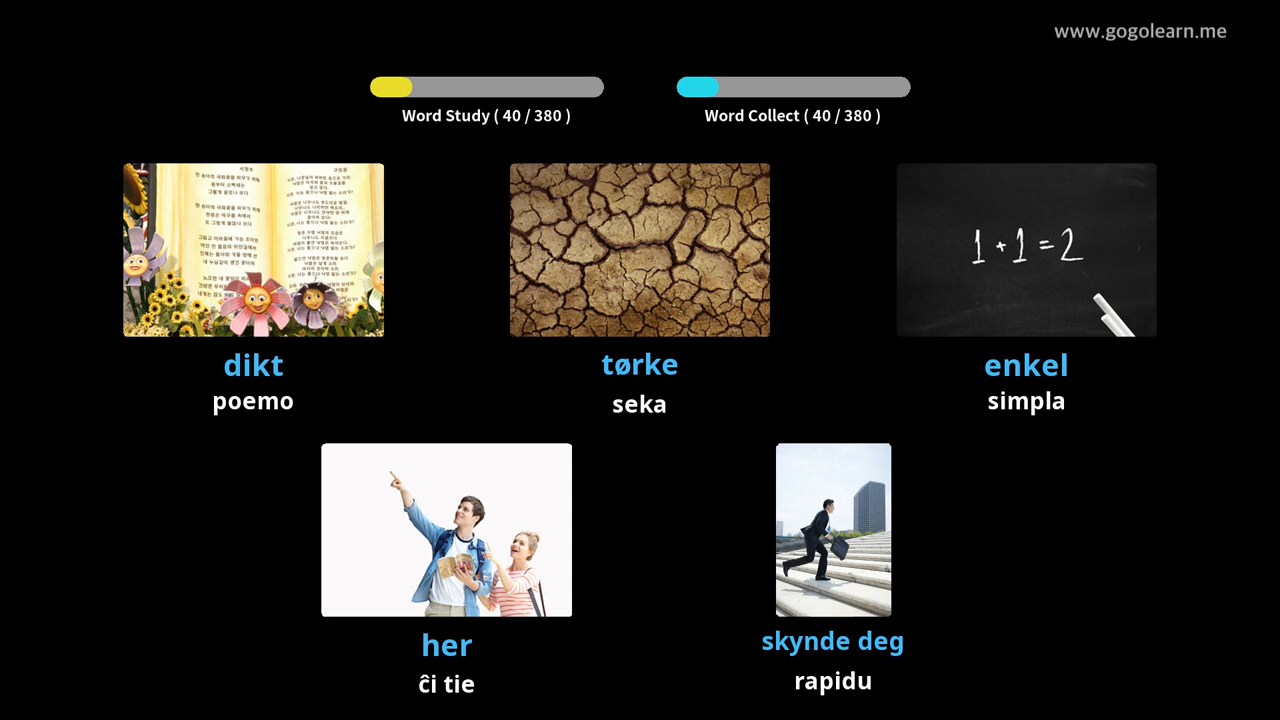 www.gogolearn.me
Word Study ( 40 / 380 )
Word Collect ( 40 / 380 )
1 + 1 = 2
dikt
poemo
tørke
seka
enkel
simpla
her
ĉi tie
skynde deg
rapidu